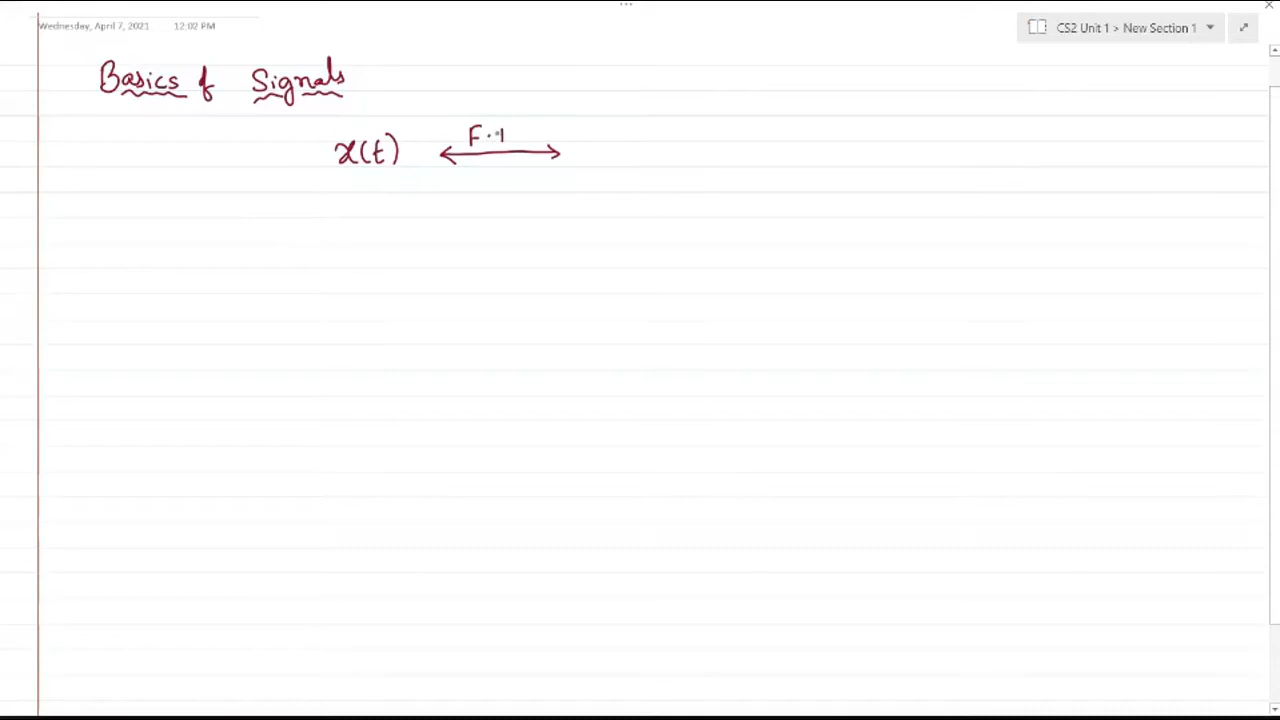 Wednesday, April 7, 2021 12:02 PM
CS2 Unit 1 > New Section 1
Basics of Signals
x(t) ⟷ F.